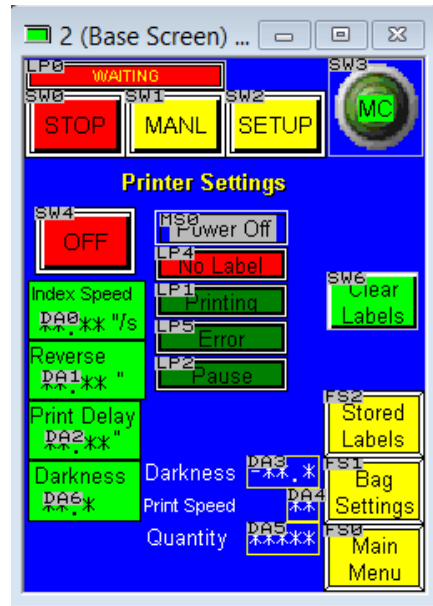 2 (Base Screen) ...
LP0 WAITING
SW0 STOP
SW1 MANL
SW2 SETUP
SW3 MC
Printer Settings
SW4 OFF
MS0 Power Off
LP4 No Label
LP1 Printing
LP5 Error
LP2 Pause
SW6 Clear
Labels
Index Speed
DA0 **.** "/s
Reverse
DA1 **.** "
Print Delay
DA2 **.** "
Darkness
DA6 **.*
Darkness DA3 -**.*
Print Speed DA4 **
Quantity DA5 *****
FS2 Stored
Labels
FS1 Bag
Settings
FS0 Main
Menu